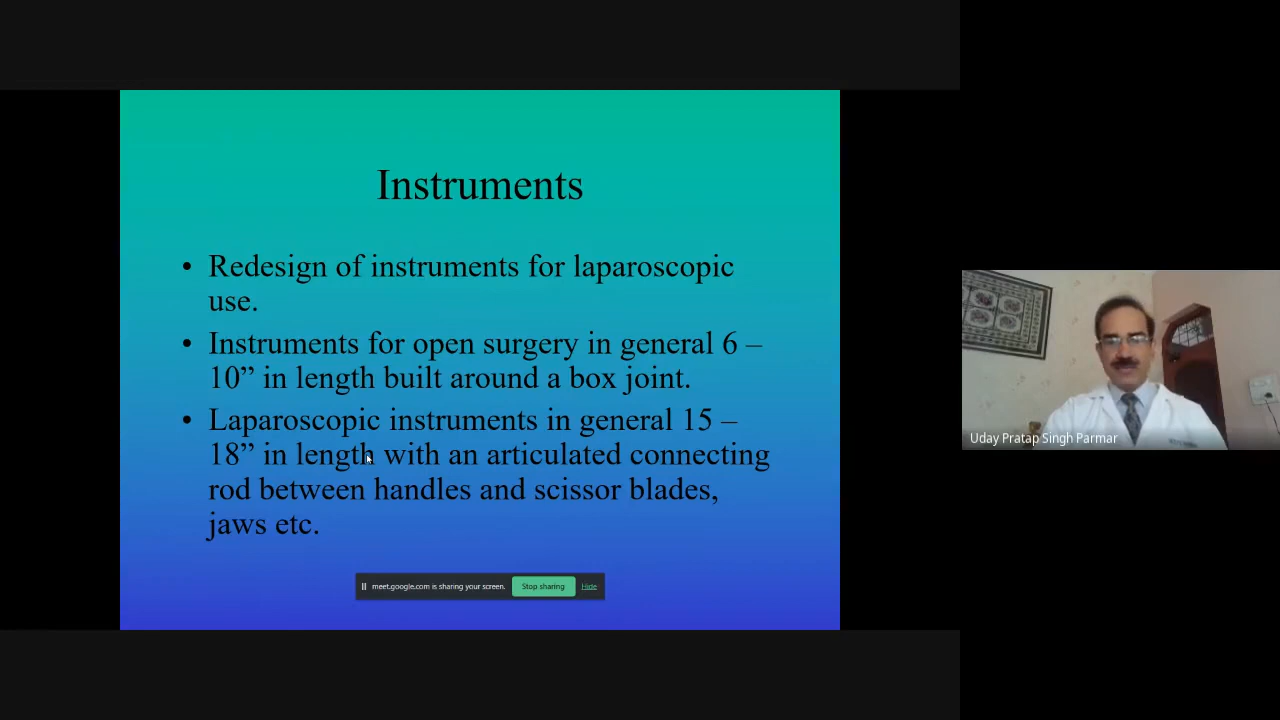 Instruments
• Redesign of instruments for laparoscopic
use.
• Instruments for open surgery in general 6 –
10” in length built around a box joint.
• Laparoscopic instruments in general 15 –
18” in length with an articulated connecting
rod between handles and scissor blades,
jaws etc.
meet.google.com is sharing your screen. Stop sharing Hide
Uday Pratap Singh Parmar